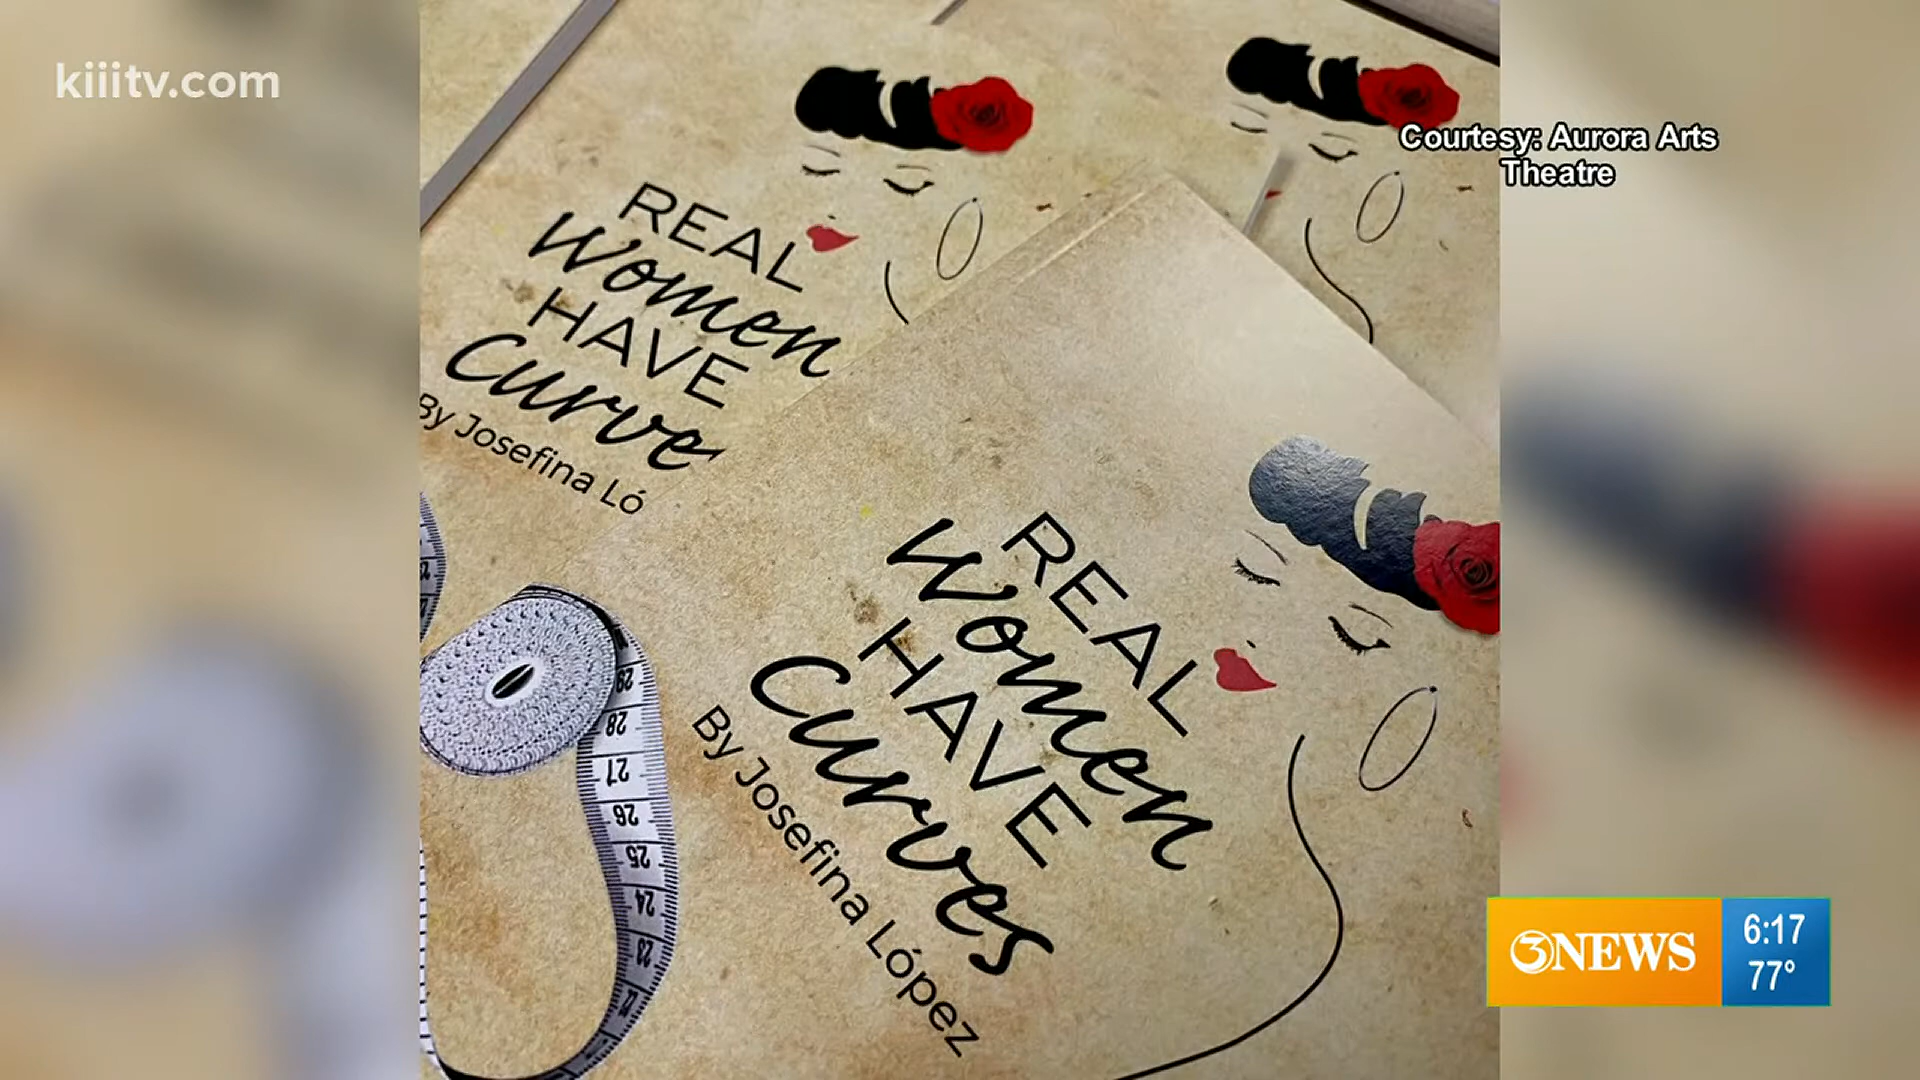 kiiitv.com
Courtesy: Aurora Arts
Theatre
REAL
women
HAVE
curve
By Josefina Ló
REAL
women
HAVE
curves
By Josefina López
29
28
27
26
25
24
23
3NEWS
6:17
77°